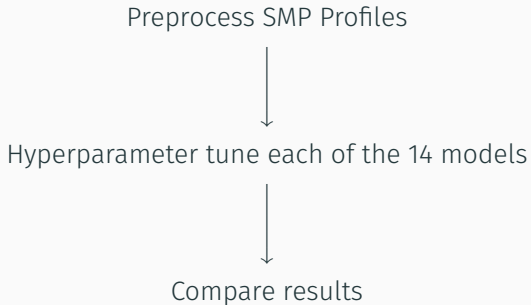 Preprocess SMP Profiles
Hyperparameter tune each of the 14 models
Compare results